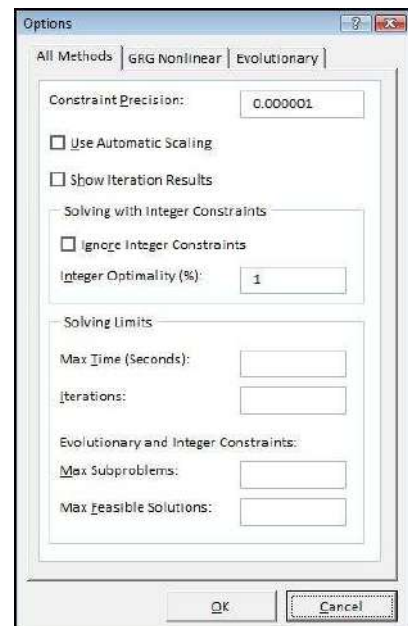 Options
All Methods GRG Nonlinear Evolutionary
Constraint Precision: 0.000001
Use Automatic Scaling
Show Iteration Results
Solving with Integer Constraints
Ignore Integer Constraints
Integer Optimality (%): 1
Solving Limits
Max Time (Seconds):
Iterations:
Evolutionary and Integer Constraints:
Max Subproblems:
Max Feasible Solutions:
OK Cancel